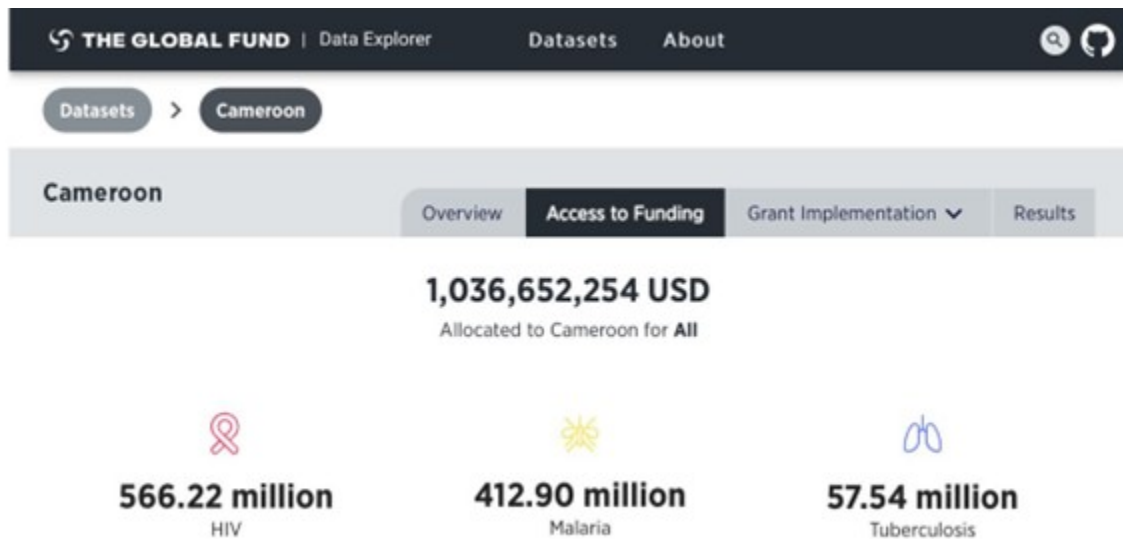 THE GLOBAL FUND | Data Explorer Datasets About
Datasets > Cameroon
Cameroon
Overview Access to Funding Grant Implementation Results
1,036,652,254 USD
Allocated to Cameroon for All
566.22 million 412.90 million 57.54 million
HIV Malaria Tuberculosis